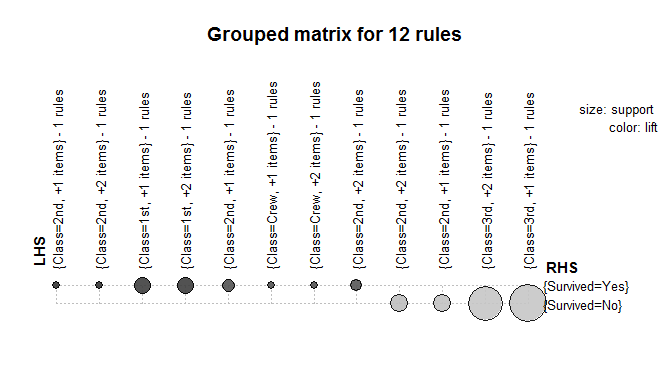 Grouped matrix for 12 rules
size: support
color: lift
{Class=2nd, +1 items} - 1 rules
{Class=2nd, +2 items} - 1 rules
{Class=1st, +1 items} - 1 rules
{Class=1st, +2 items} - 1 rules
{Class=2nd, +1 items} - 1 rules
{Class=Crew, +1 items} - 1 rules
{Class=Crew, +2 items} - 1 rules
{Class=2nd, +2 items} - 1 rules
{Class=2nd, +2 items} - 1 rules
{Class=2nd, +1 items} - 1 rules
{Class=3rd, +2 items} - 1 rules
{Class=3rd, +1 items} - 1 rules
LHS
RHS
{Survived=Yes}
{Survived=No}